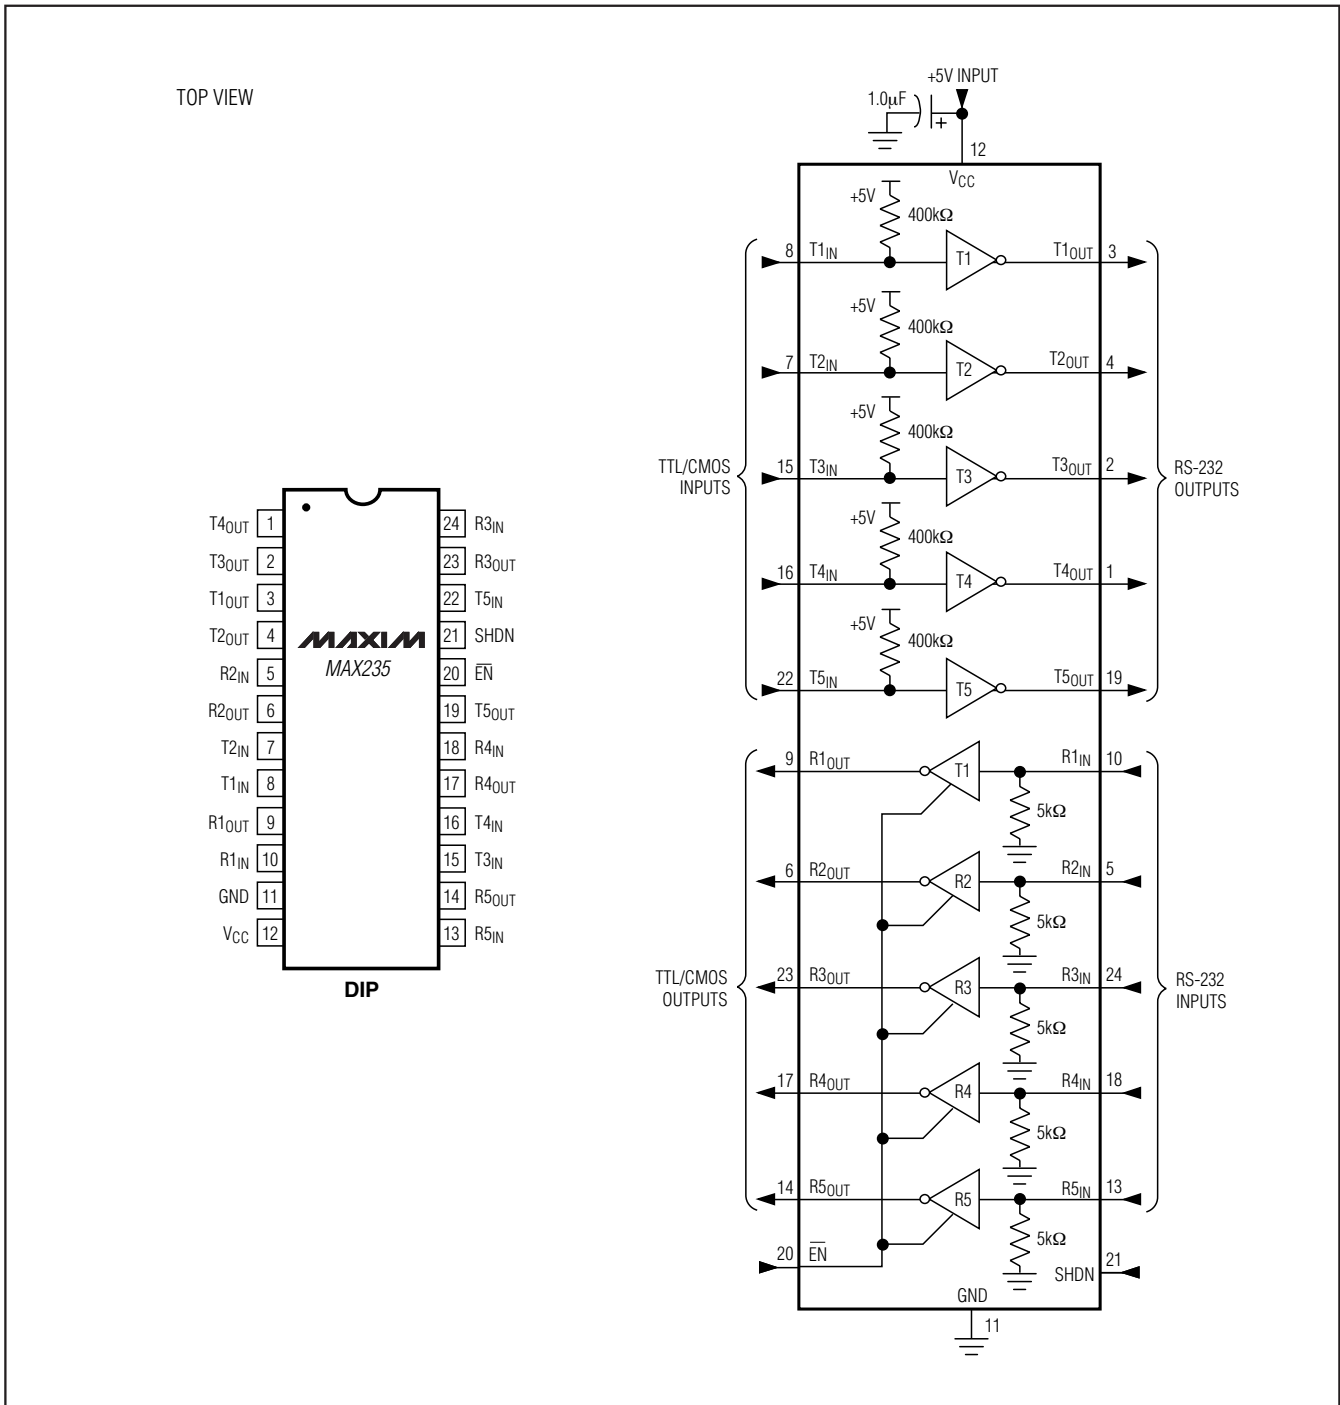 TOP VIEW
T4OUT 1
T3OUT 2
T1OUT 3
T2OUT 4
R2IN 5
R2OUT 6
T2IN 7
T1IN 8
R1OUT 9
R1IN 10
GND 11
VCC 12
MAXIM
MAX235
24 R3IN
23 R3OUT
22 T5IN
21 SHDN
20 E̅N̅
19 T5OUT
18 R4IN
17 R4OUT
16 T4IN
15 T3IN
14 R5OUT
13 R5IN
DIP
+5V INPUT
1.0µF
+
12
VCC
+5V
400kΩ
8 T1IN T1 T1OUT 3
+5V
400kΩ
7 T2IN T2 T2OUT 4
+5V
400kΩ
TTL/CMOS
INPUTS
15 T3IN T3 T3OUT 2
RS-232
OUTPUTS
+5V
400kΩ
16 T4IN T4 T4OUT 1
+5V
400kΩ
22 T5IN T5 T5OUT 19
9 R1OUT T1 R1IN 10
5kΩ
6 R2OUT R2 R2IN 5
5kΩ
TTL/CMOS
OUTPUTS
23 R3OUT R3 R3IN 24
RS-232
INPUTS
5kΩ
17 R4OUT R4 R4IN 18
5kΩ
14 R5OUT R5 R5IN 13
5kΩ
20 E̅N̅
SHDN 21
GND
11